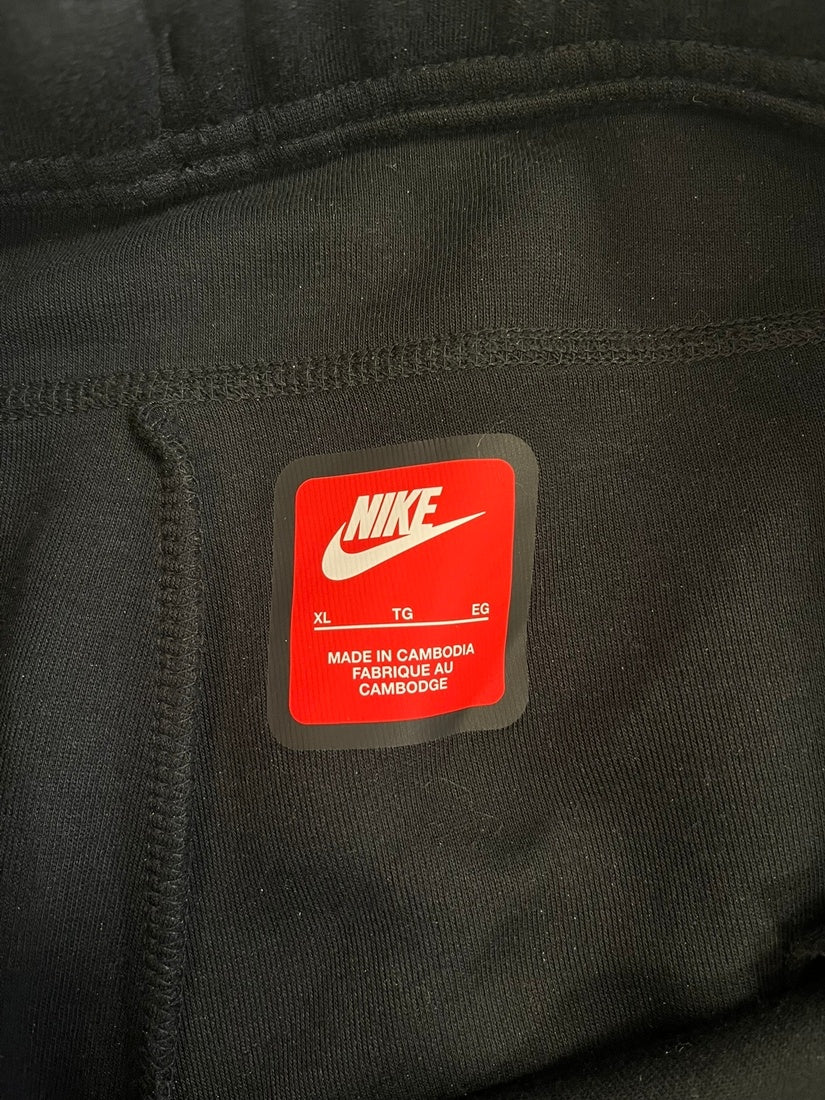 NIKE
XL TG EG
MADE IN CAMBODIA
FABRIQUE AU
CAMBODGE